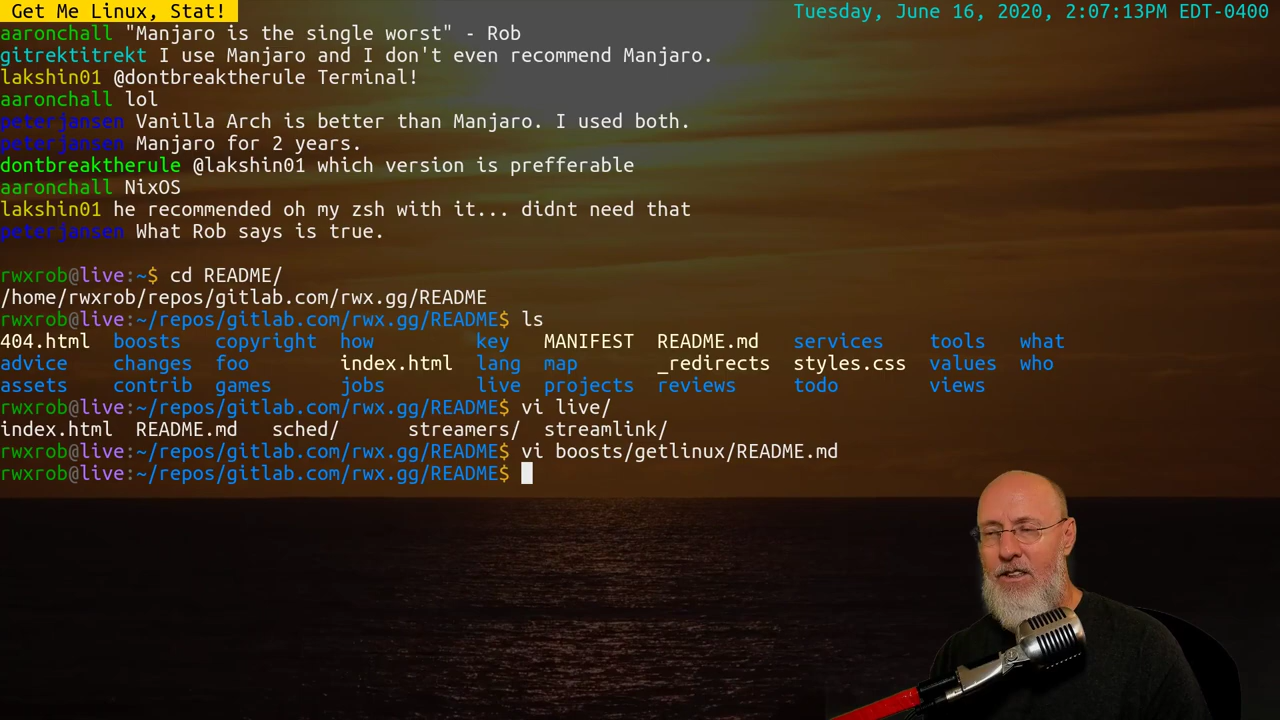 Get Me Linux, Stat!
Tuesday, June 16, 2020, 2:07:13PM EDT-0400
aaronchall "Manjaro is the single worst" - Rob
gitrektitrekt I use Manjaro and I don't even recommend Manjaro.
lakshin01 @dontbreaktherule Terminal!
aaronchall lol
peterjansen Vanilla Arch is better than Manjaro. I used both.
peterjansen Manjaro for 2 years.
dontbreaktherule @lakshin01 which version is prefferable
aaronchall NixOS
lakshin01 he recommended oh my zsh with it... didnt need that
peterjansen What Rob says is true.
rwxrob@live:~$ cd README/
/home/rwxrob/repos/gitlab.com/rwx.gg/README
rwxrob@live:~/repos/gitlab.com/rwx.gg/README$ ls
404.html boosts copyright how key MANIFEST README.md services tools what
advice changes foo index.html lang map _redirects styles.css values who
assets contrib games jobs live projects reviews todo views
rwxrob@live:~/repos/gitlab.com/rwx.gg/README$ vi live/
index.html README.md sched/ streamers/ streamlink/
rwxrob@live:~/repos/gitlab.com/rwx.gg/README$ vi boosts/getlinux/README.md
rwxrob@live:~/repos/gitlab.com/rwx.gg/README$